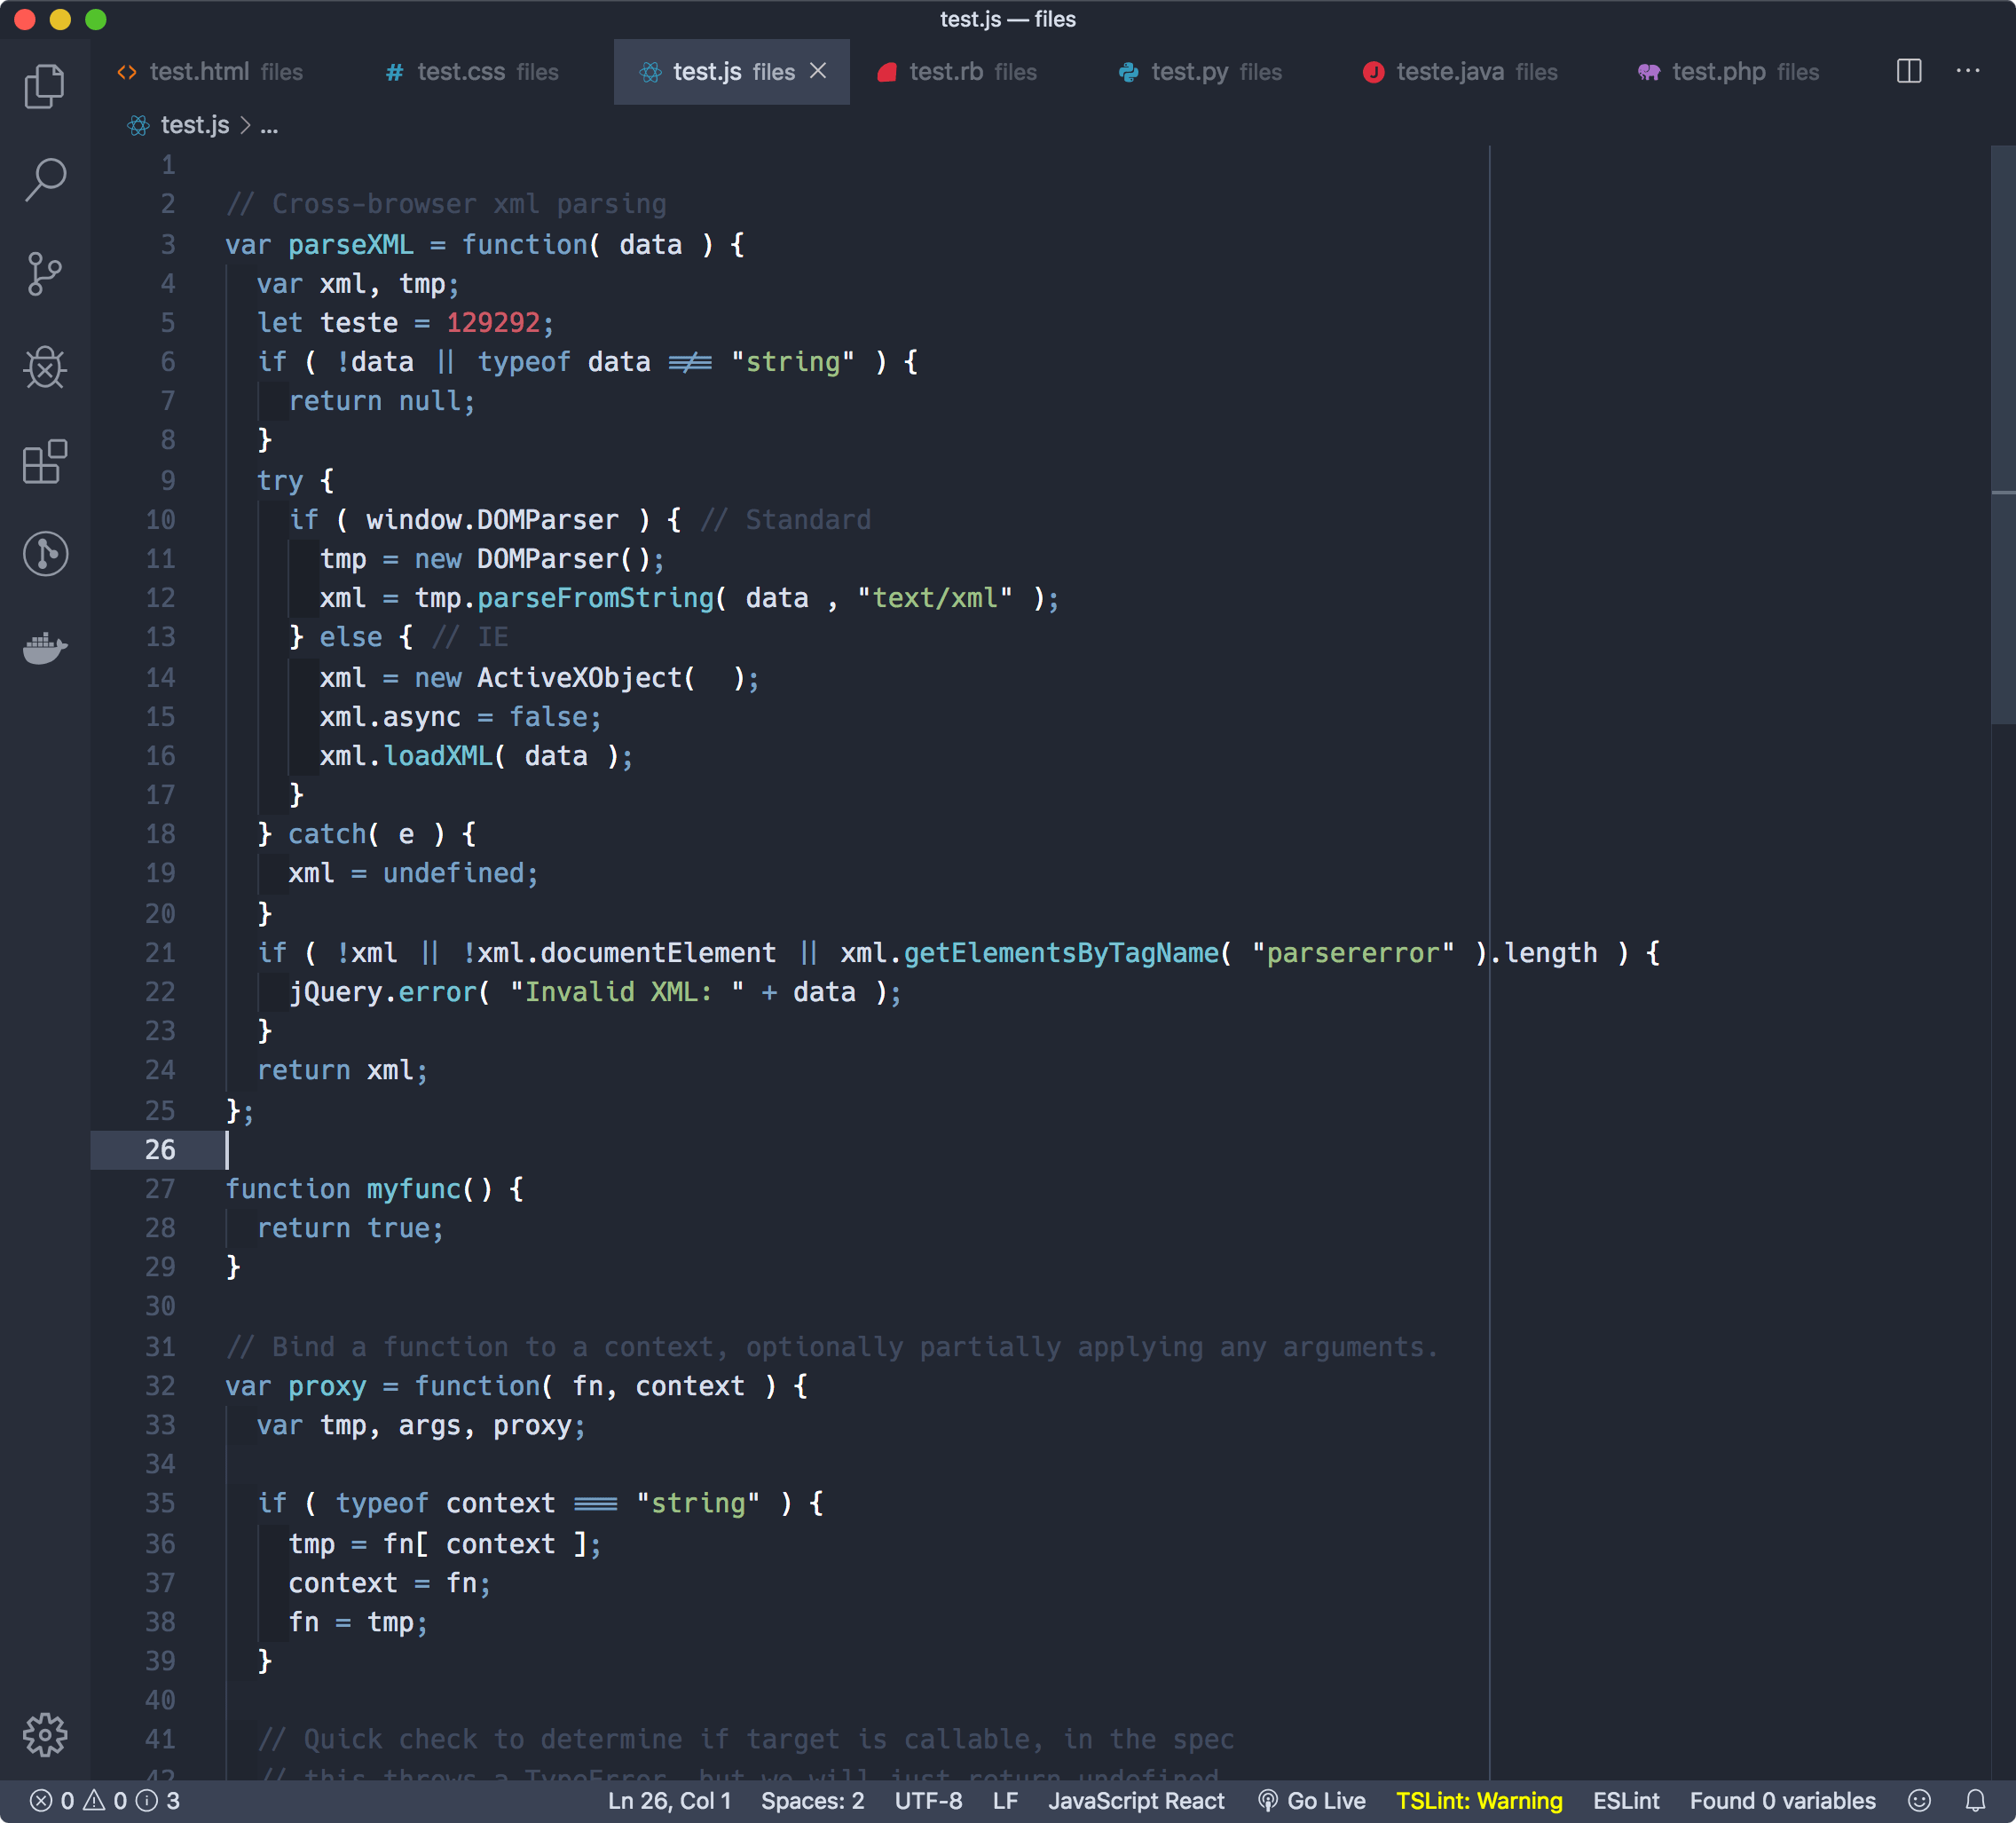 test.js — files
test.html files # test.css files test.js files test.rb files test.py files J teste.java files test.php files ...
test.js > ...
1
2 // Cross-browser xml parsing
3 var parseXML = function( data ) {
4 var xml, tmp;
5 let teste = 129292;
6 if ( !data || typeof data !== "string" ) {
7 return null;
8 }
9 try {
10 if ( window.DOMParser ) { // Standard
11 tmp = new DOMParser();
12 xml = tmp.parseFromString( data , "text/xml" );
13 } else { // IE
14 xml = new ActiveXObject(  );
15 xml.async = false;
16 xml.loadXML( data );
17 }
18 } catch( e ) {
19 xml = undefined;
20 }
21 if ( !xml || !xml.documentElement || xml.getElementsByTagName( "parsererror" ).length ) {
22 jQuery.error( "Invalid XML: " + data );
23 }
24 return xml;
25 };
26
27 function myfunc() {
28 return true;
29 }
30
31 // Bind a function to a context, optionally partially applying any arguments.
32 var proxy = function( fn, context ) {
33 var tmp, args, proxy;
34
35 if ( typeof context === "string" ) {
36 tmp = fn[ context ];
37 context = fn;
38 fn = tmp;
39 }
40
41 // Quick check to determine if target is callable, in the spec
42 // this throws a TypeError, but we will just return undefined.
0 0 3 Ln 26, Col 1 Spaces: 2 UTF-8 LF JavaScript React Go Live TSLint: Warning ESLint Found 0 variables